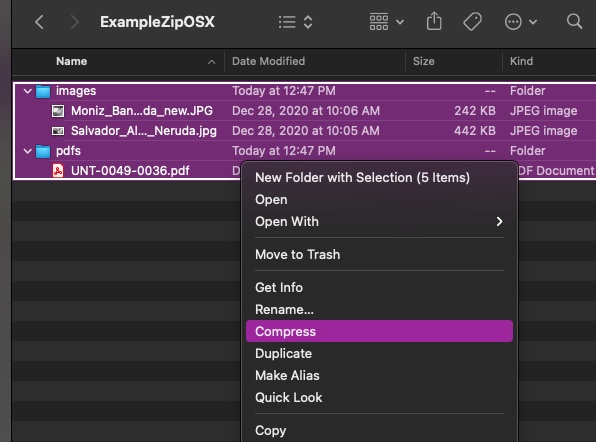 ExampleZipOSX
Name Date Modified Size Kind
images Today at 12:47 PM -- Folder
Moniz_Ban...da_new.JPG Dec 28, 2020 at 10:06 AM 242 KB JPEG image
Salvador_Al..._Neruda.jpg Dec 28, 2020 at 10:05 AM 442 KB JPEG image
pdfs Today at 12:47 PM -- Folder
UNT-0049-0036.pdf D DF Document
New Folder with Selection (5 Items)
Open
Open With
Move to Trash
Get Info
Rename...
Compress
Duplicate
Make Alias
Quick Look
Copy